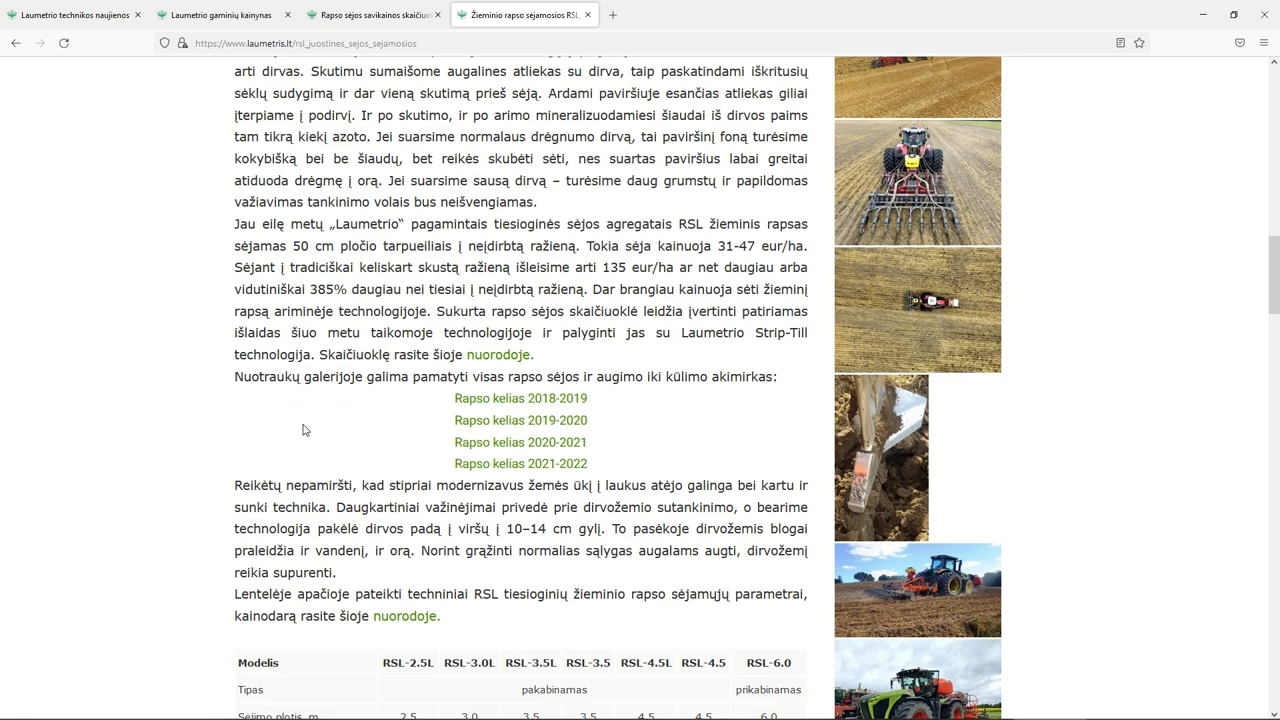 Laumetrio technikos naujienos
Laumetrio gaminių kainynas
Rapso sėjos savikainos skaičiuo
Žieminio rapso sėjamosios RSL,
https://www.laumetris.lt/rsl_juostines_sejos_sejamosios
arti dirvas. Skutimu sumaišome augalines atliekas su dirva, taip paskatindami iškritusių
sėklų sudygimą ir dar vieną skutimą prieš sėją. Ardami paviršiuje esančias atliekas giliai
įterpiame į podirvį. Ir po skutimo, ir po arimo mineralizuodamiesi šiaudai iš dirvos paims
tam tikrą kiekį azoto. Jei suarsime normalaus drėgnumo dirvą, tai paviršinį foną turėsime
kokybišką bei be šiaudų, bet reikės skubėti sėti, nes suartas paviršius labai greitai
atiduoda drėgmę į orą. Jei suarsime sausą dirvą – turėsime daug grumstų ir papildomas
važiavimas tankinimo volais bus neišvengiamas.
Jau eilę metų „Laumetrio“ pagamintais tiesioginės sėjos agregatais RSL žieminis rapsas
sėjamas 50 cm pločio tarpueiliais į neįdirbtą ražieną. Tokia sėja kainuoja 31-47 eur/ha.
Sėjant į tradiciškai keliskart skustą ražieną išleisime arti 135 eur/ha ar net daugiau arba
vidutiniškai 385% daugiau nei tiesiai į neįdirbtą ražieną. Dar brangiau kainuoja sėti žieminį
rapsą ariminėje technologijoje. Sukurta rapso sėjos skaičiuoklė leidžia įvertinti patiriamas
išlaidas šiuo metu taikomoje technologijoje ir palyginti jas su Laumetrio Strip-Till
technologija. Skaičiuoklę rasite šioje nuorodoje.
Nuotraukų galerijoje galima pamatyti visas rapso sėjos ir augimo iki kūlimo akimirkas:
Rapso kelias 2018-2019
Rapso kelias 2019-2020
Rapso kelias 2020-2021
Rapso kelias 2021-2022
Reikėtų nepamiršti, kad stipriai modernizavus žemės ūkį į laukus atėjo galinga bei kartu ir
sunki technika. Daugkartiniai važinėjimai privedė prie dirvožemio sutankinimo, o bearime
technologija pakėlė dirvos padą į viršų į 10–14 cm gylį. To pasėkoje dirvožemis blogai
praleidžia ir vandenį, ir orą. Norint grąžinti normalias sąlygas augalams augti, dirvožemį
reikia supurenti.
Lentelėje apačioje pateikti techniniai RSL tiesioginių žieminio rapso sėjamųjų parametrai,
kainodarą rasite šioje nuorodoje.
Modelis RSL-2.5L RSL-3.0L RSL-3.5L RSL-3.5 RSL-4.5L RSL-4.5 RSL-6.0
Tipas pakabinamas prikabinamas
Sėjimo plotis, m 2,5 3,0 3,5 3,5 4,5 4,5 6,0